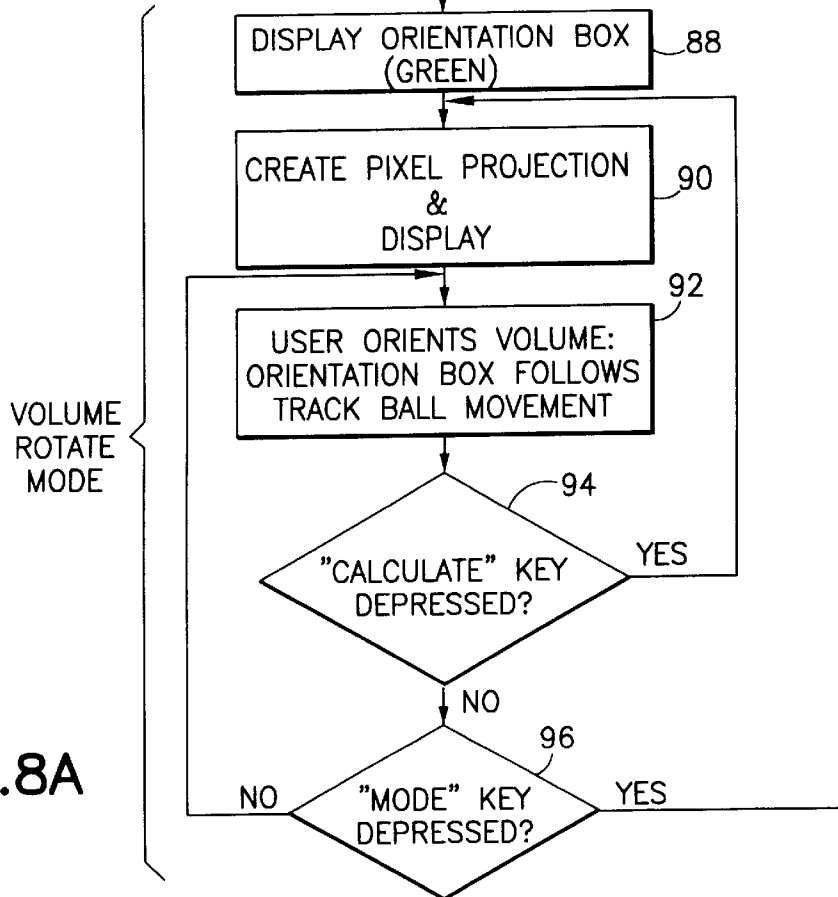 DISPLAY ORIENTATION BOX
(GREEN)
88
CREATE PIXEL PROJECTION
&
DISPLAY
90
92
USER ORIENTS VOLUME:
ORIENTATION BOX FOLLOWS
TRACK BALL MOVEMENT
VOLUME
ROTATE
MODE
94
"CALCULATE" KEY
DEPRESSED?
YES
NO
96
.8A
NO
"MODE" KEY
DEPRESSED?
YES